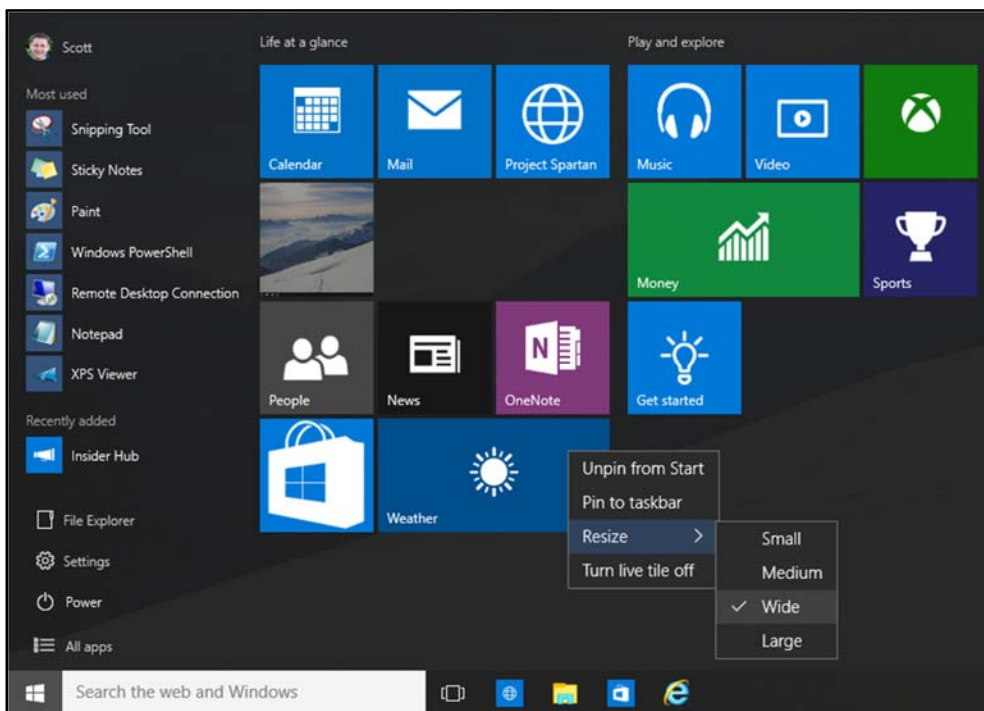 Scott
Most used
Snipping Tool
Sticky Notes
Paint
Windows PowerShell
Remote Desktop Connection
Notepad
XPS Viewer
Recently added
Insider Hub
File Explorer
Settings
Power
All apps
Life at a glance
Calendar
Mail
Project Spartan
People
News
OneNote
Weather
Play and explore
Music
Video
Money
Sports
Get started
Unpin from Start
Pin to taskbar
Resize
Turn live tile off
Small
Medium
Wide
Large
Search the web and Windows